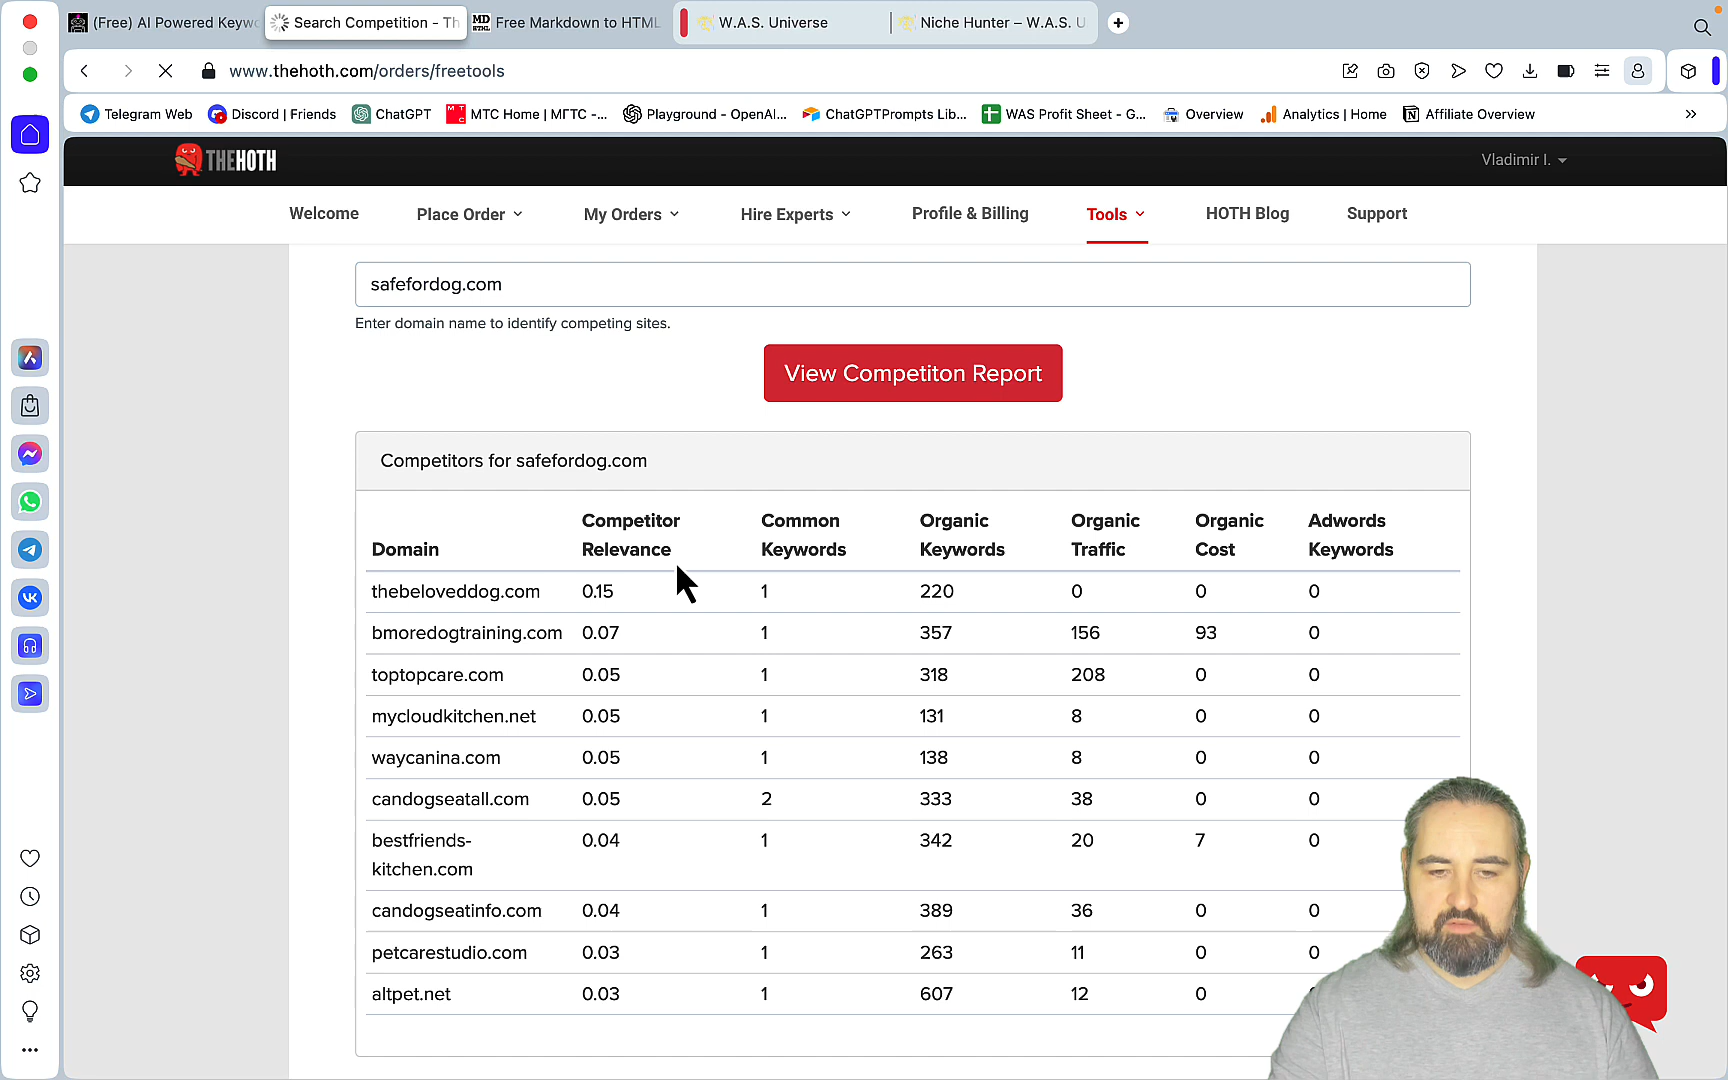 (Free) AI Powered Keyw
Search Competition - Th
Free Markdown to HTML
W.A.S. Universe
Niche Hunter – W.A.S. U
www.thehoth.com/orders/freetools
Telegram Web
Discord | Friends
ChatGPT
МТС Home | МГТС -...
Playground - OpenAI...
ChatGPTPrompts Lib...
WAS Profit Sheet - G...
Overview
Analytics | Home
Affiliate Overview
THEHOTH
Vladimir I.
Welcome
Place Order
My Orders
Hire Experts
Profile & Billing
Tools
HOTH Blog
Support
safefordog.com
Enter domain name to identify competing sites.
View Competiton Report
Competitors for safefordog.com
Domain Competitor Relevance Common Keywords Organic Keywords Organic Traffic Organic Cost Adwords Keywords
thebeloveddog.com 0.15 1 220 0 0 0
bmoredogtraining.com 0.07 1 357 156 93 0
toptopcare.com 0.05 1 318 208 0 0
mycloudkitchen.net 0.05 1 131 8 0 0
waycanina.com 0.05 1 138 8 0 0
candogseatall.com 0.05 2 333 38 0 0
bestfriends-kitchen.com 0.04 1 342 20 7 0
candogseatinfo.com 0.04 1 389 36 0 0
petcarestudio.com 0.03 1 263 11 0 0
altpet.net 0.03 1 607 12 0